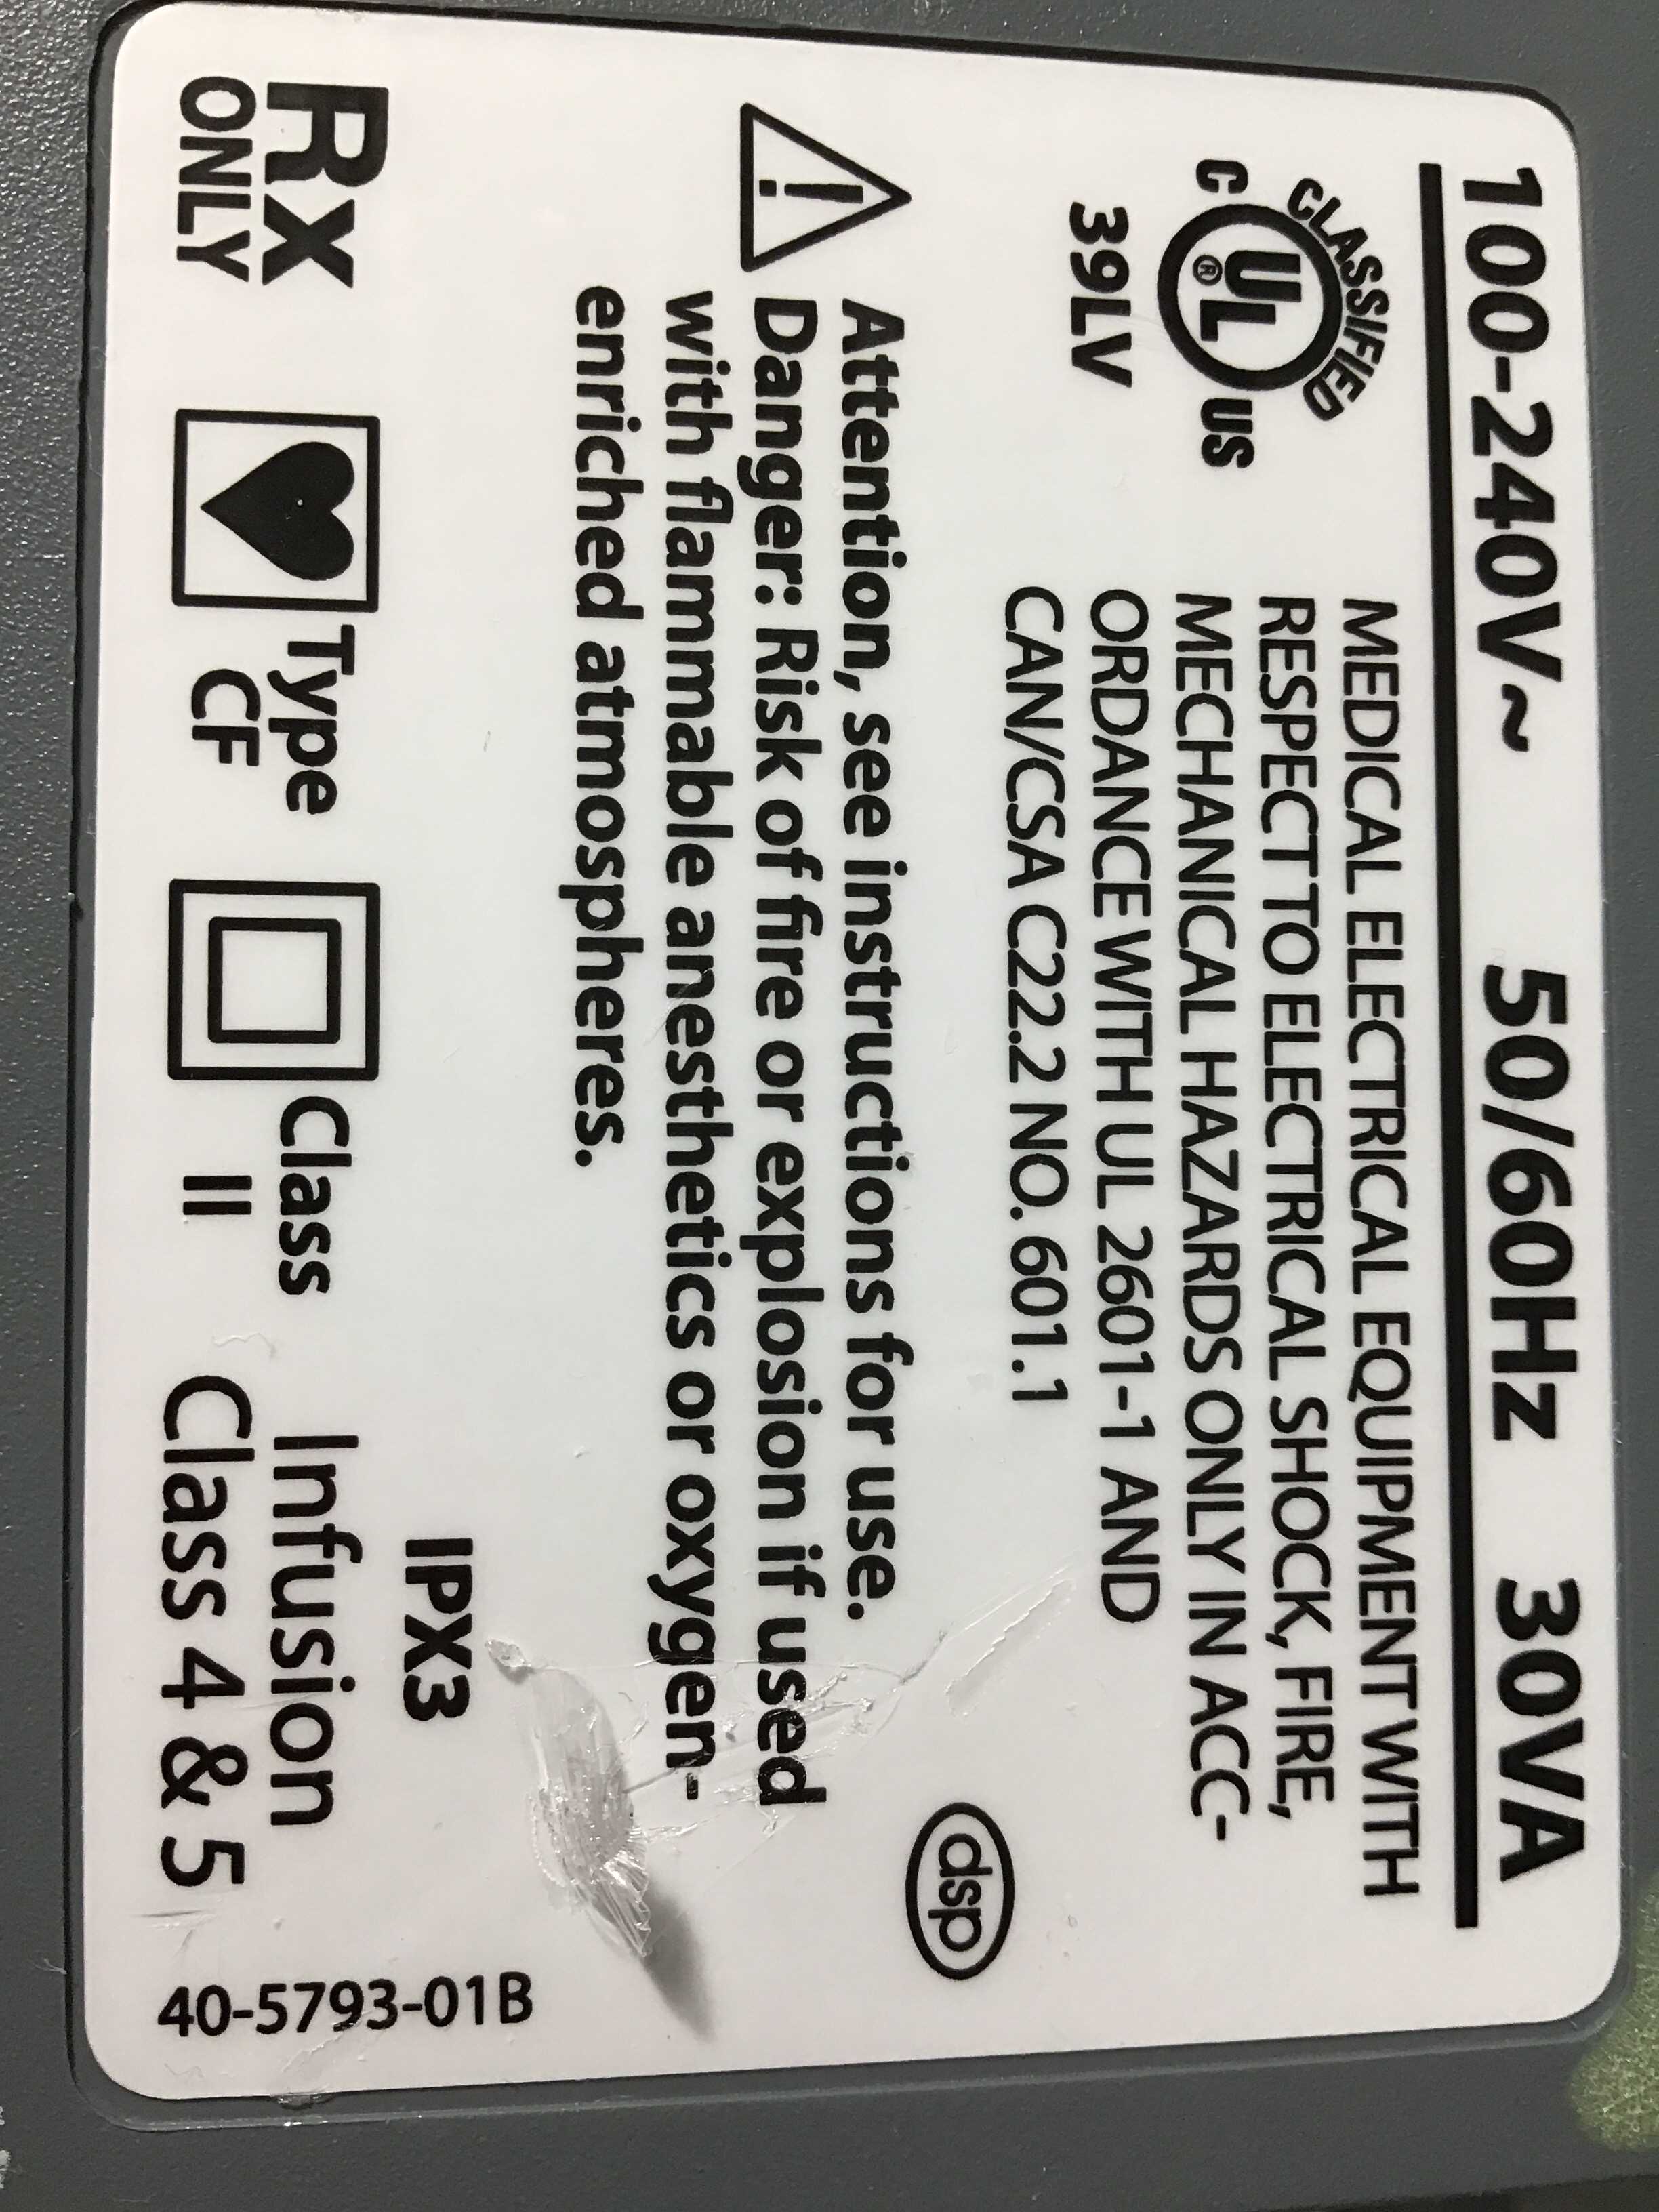 100-240V~ 50/60Hz 30VA
CLASSIFIED
C UL® US
39LV
MEDICAL ELECTRICAL EQUIPMENT WITH
RESPECT TO ELECTRICAL SHOCK, FIRE,
MECHANICAL HAZARDS ONLY IN ACC-
ORDANCE WITH UL 2601-1 AND
CAN/CSA C22.2 NO. 601.1
dsp
! Attention, see instructions for use.
Danger: Risk of fire or explosion if used
with flammable anesthetics or oxygen-
enriched atmospheres.
IPX3
Rx
ONLY
Type
CF
Class
II
Infusion
Class 4 & 5
40-5793-01B